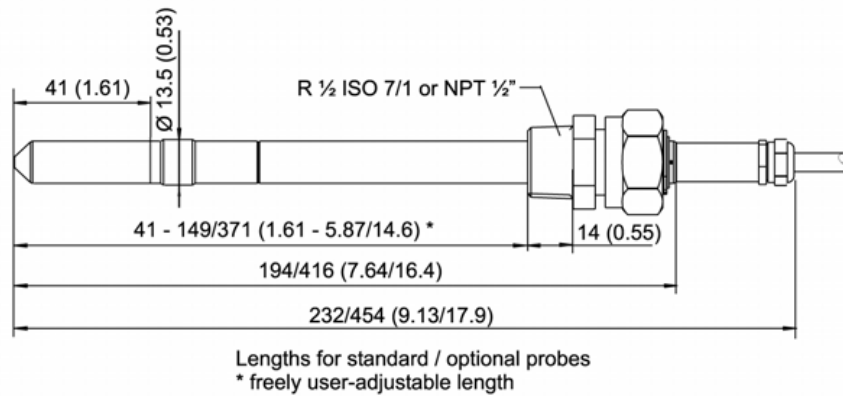 41 (1.61)
Ø 13.5 (0.53)
R ½ ISO 7/1 or NPT ½”
41 - 149/371 (1.61 - 5.87/14.6) *
14 (0.55)
194/416 (7.64/16.4)
232/454 (9.13/17.9)
Lengths for standard / optional probes
* freely user-adjustable length